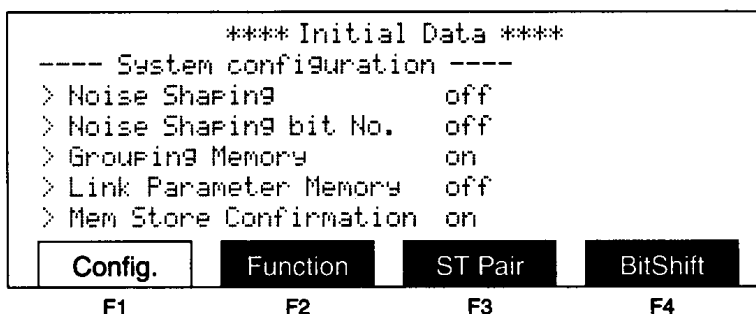 **** Initial Data ****
---- System configuration ----
> Noise Shaping off
> Noise Shaping bit No. off
> Grouping Memory on
> Link Parameter Memory off
> Mem Store Confirmation on
Config. Function ST Pair BitShift
F1 F2 F3 F4